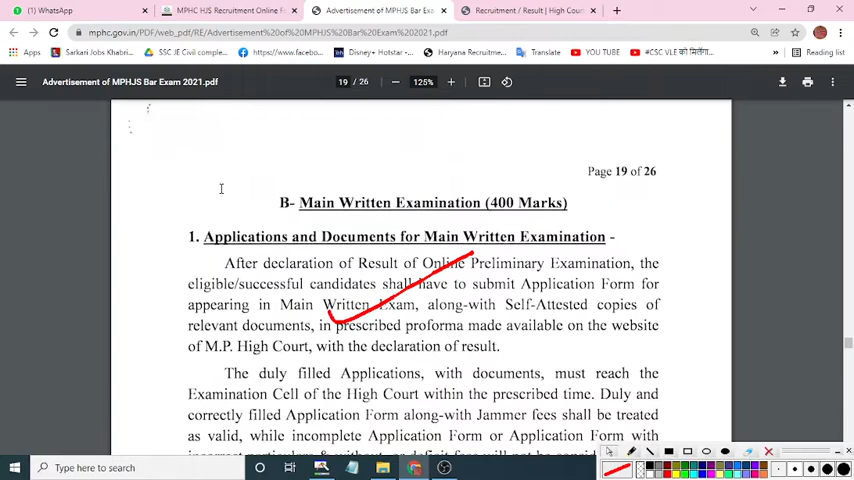 (1) WhatsApp
MPHC HJS Recruitment Online F
Advertisement of MPHJS Bar Exam
Recruitment / Result | High Court
mphc.gov.in/PDF/web_pdf/RE/Advertisement%20of%20MPHJS%20Bar%20Exam%202021.pdf
Apps
Sarkari Jobs Khabri...
SSC JE Civil comple...
https://www.facebo...
Disney+ Hotstar -...
Haryana Recruitme...
Translate
YOU TUBE
#CSC VLE को मिलेगा...
Reading list
Advertisement of MPHJS Bar Exam 2021.pdf
19 / 26
125%
Page 19 of 26
B- Main Written Examination (400 Marks)
1. Applications and Documents for Main Written Examination -
After declaration of Result of Online Preliminary Examination, the
eligible/successful candidates shall have to submit Application Form for
appearing in Main Written Exam, along-with Self-Attested copies of
relevant documents, in prescribed proforma made available on the website
of M.P. High Court, with the declaration of result.
The duly filled Applications, with documents, must reach the
Examination Cell of the High Court within the prescribed time. Duly and
correctly filled Application Form along-with Jammer fees shall be treated
as valid, while incomplete Application Form or Application Form with
Type here to search